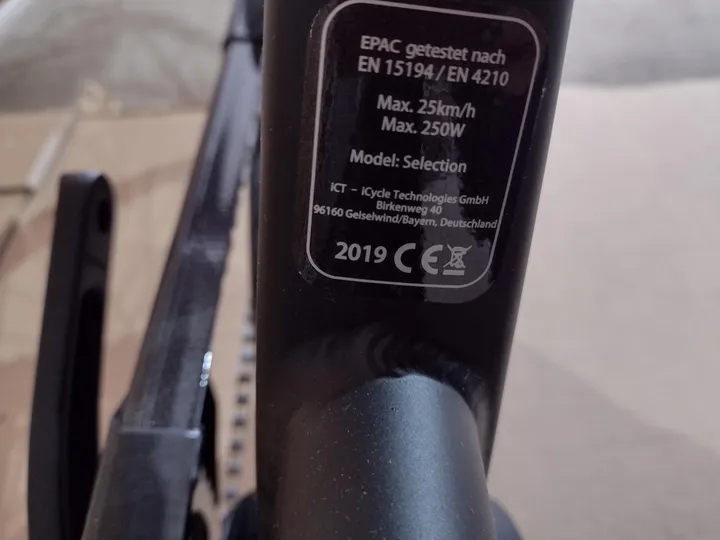 EPAC getestet nach
EN 15194 / EN 4210
Max. 25km/h
Max. 250W
Model: Selection
iCT – iCycle Technologies GmbH
Birkenweg 40
96160 Geiselwind/Bayern, Deutschland
2019 CE